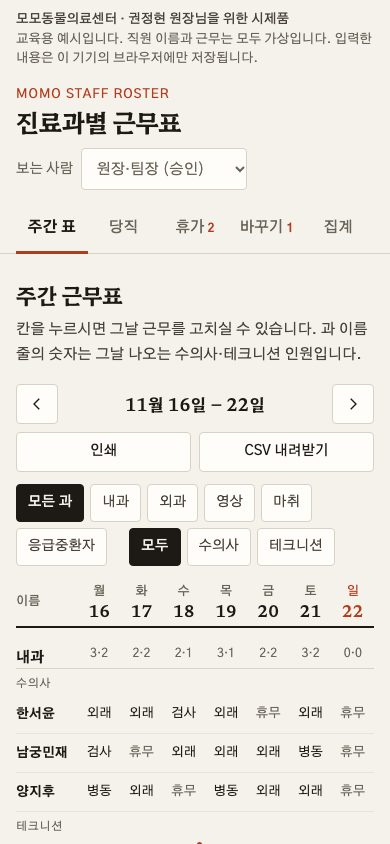 모모동물의료센터 · 권정현 원장님을 위한 시제품
교육용 예시입니다. 직원 이름과 근무는 모두 가상입니다. 입력한
내용은 이 기기의 브라우저에만 저장됩니다.
MOMO STAFF ROSTER
진료과별 근무표
보는 사람 원장·팀장 (승인)
주간 표 당직 휴가 2 바꾸기 1 집계
주간 근무표
칸을 누르시면 그날 근무를 고치실 수 있습니다. 과 이름
줄의 숫자는 그날 나오는 수의사·테크니션 인원입니다.
11월 16일 – 22일
인쇄 CSV 내려받기
모든 과 내과 외과 영상 마취
응급중환자 모두 수의사 테크니션
이름 월 화 수 목 금 토 일
16 17 18 19 20 21 22
내과 3·2 2·2 2·1 3·1 2·2 3·2 0·0
수의사
한서윤 외래 외래 검사 외래 휴무 외래 휴무
남궁민재 검사 휴무 외래 외래 외래 병동 휴무
양지후 병동 외래 휴무 병동 외래 외래 휴무
테크니션